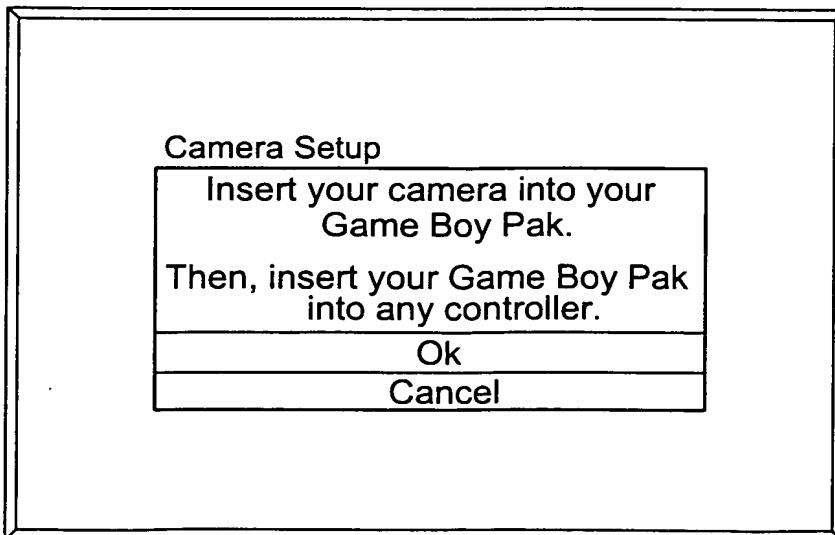 Camera Setup
Insert your camera into your
Game Boy Pak.
Then, insert your Game Boy Pak
into any controller.
Ok
Cancel